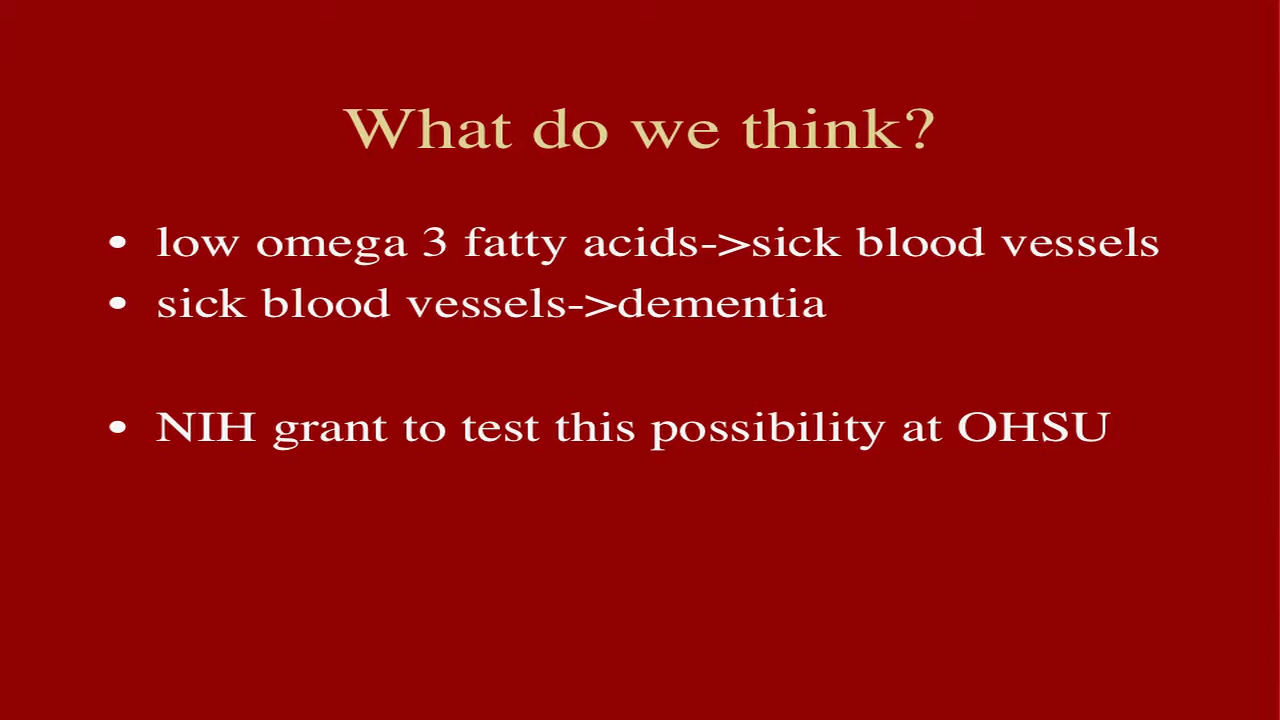 What do we think?
• low omega 3 fatty acids->sick blood vessels
• sick blood vessels->dementia
• NIH grant to test this possibility at OHSU